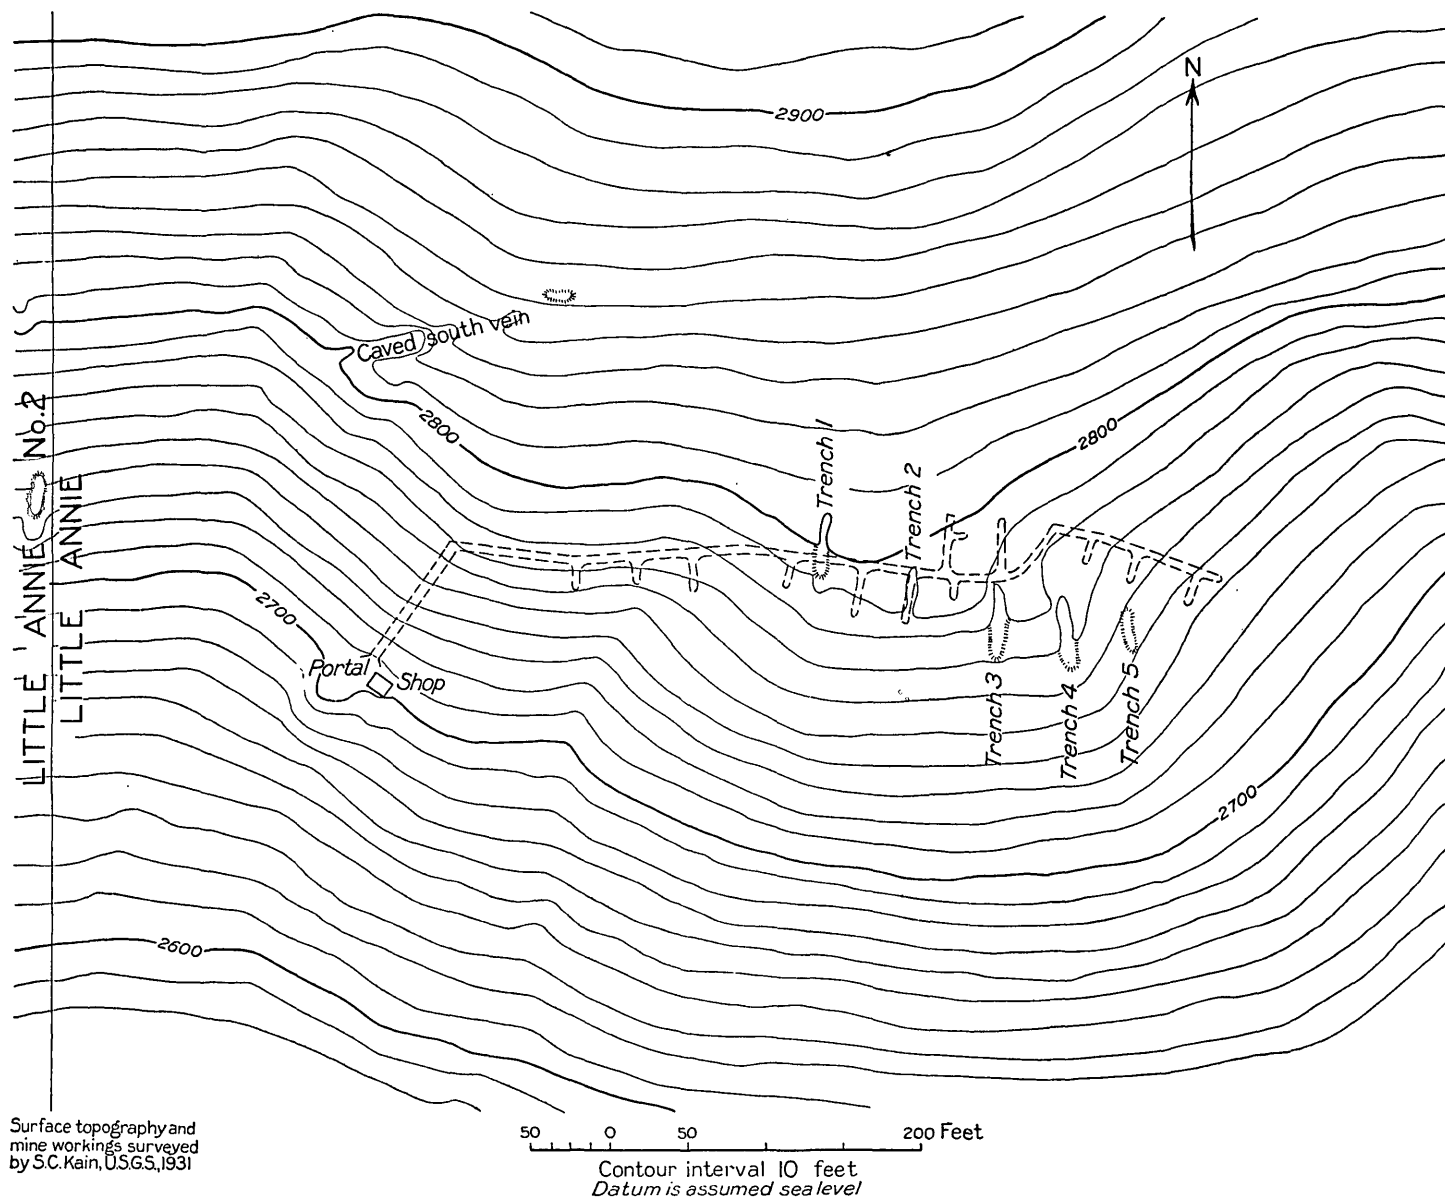 N
2900
Caved south vein
2800
2800
Trench 1
Trench 2
LITTLE ANNIE No.2
LITTLE ANNIE
2700
Portal
Shop
Trench 3
Trench 4
Trench 5
2700
2600
Surface topography and
mine workings surveyed
by S.C. Kain, U.S.G.S., 1931
50 0 50 200 Feet
Contour interval 10 feet
Datum is assumed sea level